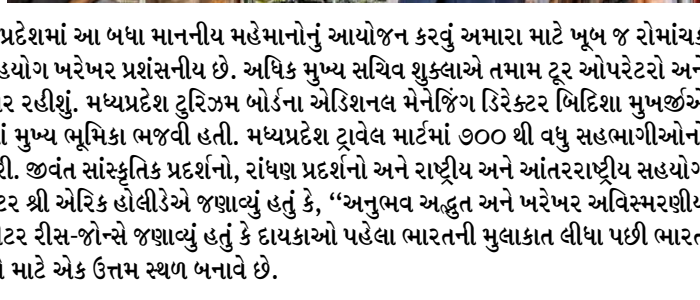 પ્રદેશમાં આ બધા માનનીય મહેમાનોનું આયોજન કરવું અમારા માટે ખૂબ જ રોમાંચક
હયોગ ખરેખર પ્રશંસનીય છે. અધિક મુખ્ય સચિવ શુક્લાએ તમામ ટૂર ઓપરેટરો અને
ર રહીશું. મધ્યપ્રદેશ ટુરિઝમ બોર્ડના એડિશનલ મેનેજિંગ ડિરેક્ટર બિદિશા મુખર્જીએ
ાં મુખ્ય ભૂમિકા ભજવી હતી. મધ્યપ્રદેશ ટ્રાવેલ માર્ટમાં ૭૦૦ થી વધુ સહભાગીઓન
રી. જીવંત સાંસ્કૃતિક પ્રદર્શનો, રાંધણ પ્રદર્શનો અને રાષ્ટ્રીય અને આંતરરાષ્ટ્રીય સહયોગ
ટર શ્રી એરિક હોલીડેએ જણાવ્યું હતું કે, “અનુભવ અદ્ભુત અને ખરેખર અવિસ્મરણીય
ટર રીસ-જોન્સે જણાવ્યું હતું કે દાયકાઓ પહેલા ભારતની મુલાકાત લીધા પછી ભારત
માટે એક ઉત્તમ સ્થળ બનાવે છે.